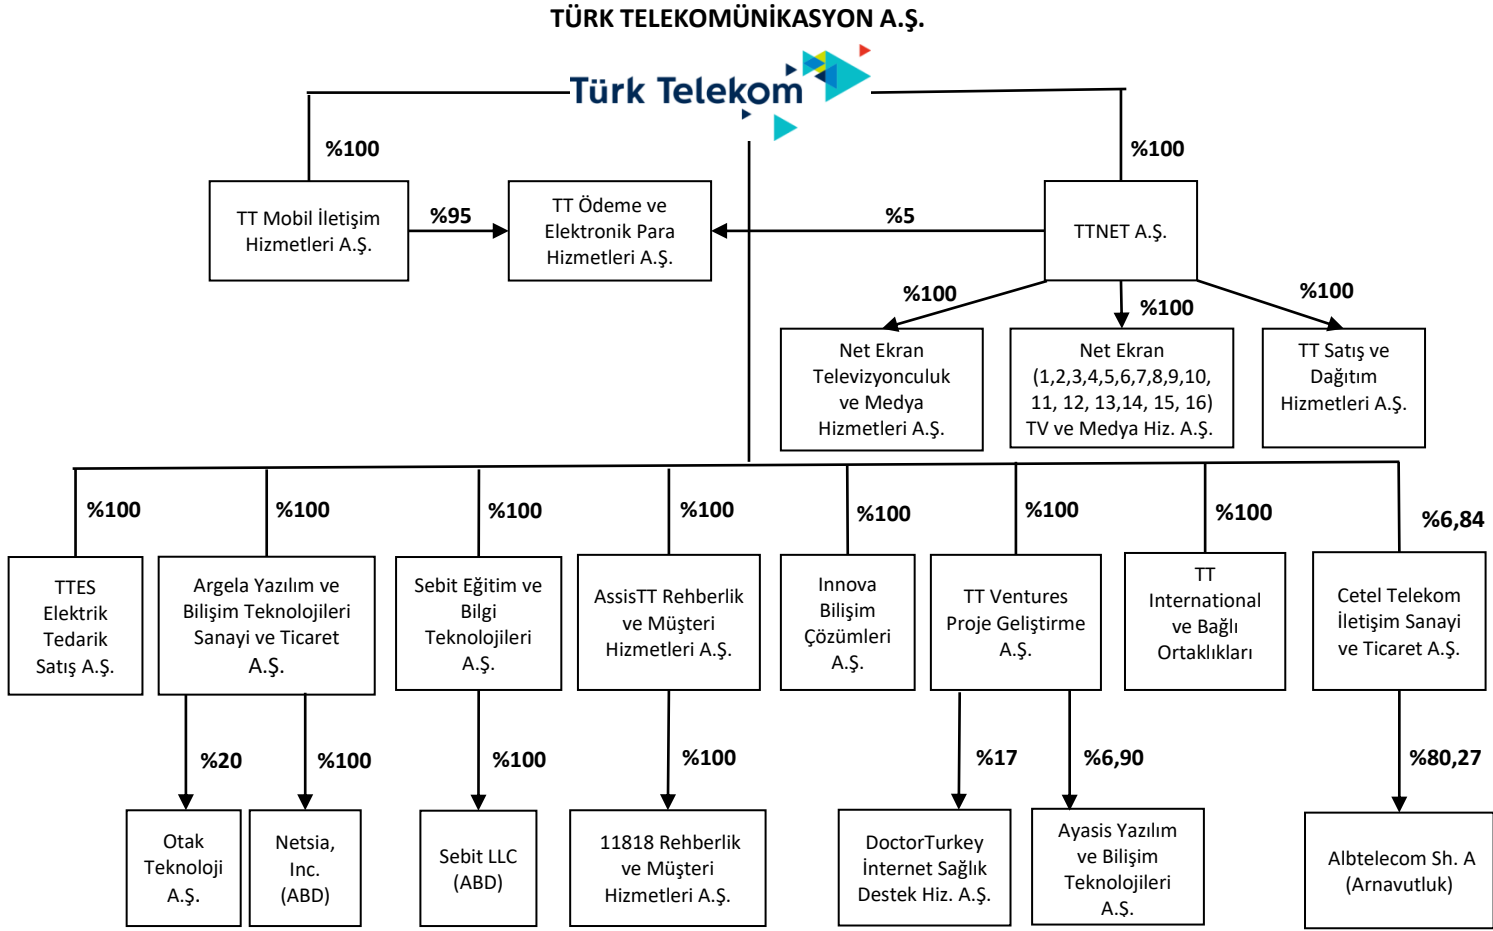 TÜRK TELEKOMÜNİKASYON A.Ş.
Türk Telekom
%100
%100
TT Mobil İletişim
Hizmetleri A.Ş.
%95
TT Ödeme ve
Elektronik Para
Hizmetleri A.Ş.
%5
TTNET A.Ş.
%100
%100
%100
Net Ekran
Televizyonculuk
ve Medya
Hizmetleri A.Ş.
Net Ekran
(1,2,3,4,5,6,7,8,9,10,
11, 12, 13,14, 15, 16)
TV ve Medya Hiz. A.Ş.
TT Satış ve
Dağıtım
Hizmetleri A.Ş.
%100
%100
%100
%100
%100
%100
%100
%6,84
TTES
Elektrik
Tedarik
Satış A.Ş.
Argela Yazılım ve
Bilişim Teknolojileri
Sanayi ve Ticaret
A.Ş.
Sebit Eğitim ve
Bilgi
Teknolojileri
A.Ş.
AssisTT Rehberlik
ve Müşteri
Hizmetleri A.Ş.
Innova
Bilişim
Çözümleri
A.Ş.
TT Ventures
Proje Geliştirme
A.Ş.
TT
International
ve Bağlı
Ortaklıkları
Cetel Telekom
İletişim Sanayi
ve Ticaret A.Ş.
%20
%100
%100
%100
%17
%6,90
%80,27
Otak
Teknoloji
A.Ş.
Netsia,
Inc.
(ABD)
Sebit LLC
(ABD)
11818 Rehberlik
ve Müşteri
Hizmetleri A.Ş.
DoctorTurkey
İnternet Sağlık
Destek Hiz. A.Ş.
Ayasis Yazılım
ve Bilişim
Teknolojileri
A.Ş.
Albtelecom Sh. A
(Arnavutluk)